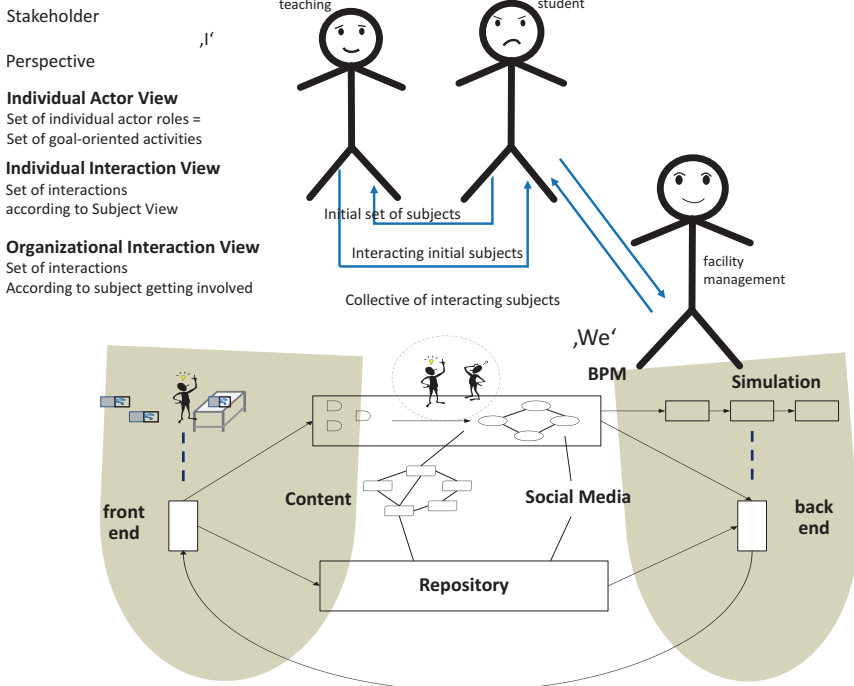 teaching
student
Stakeholder
‚I‘
Perspective
Individual Actor View
Set of individual actor roles =
Set of goal-oriented activities
Individual Interaction View
Set of interactions
according to Subject View
Initial set of subjects
Organizational Interaction View
Set of interactions
According to subject getting involved
Interacting initial subjects
Collective of interacting subjects
facility
management
‚We‘
BPM
Simulation
Content
Social Media
front
end
back
end
Repository